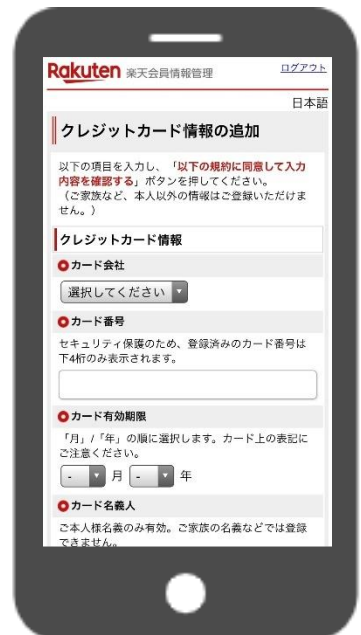 Rakuten 楽天会員情報管理 ログアウト
日本語
クレジットカード情報の追加
以下の項目を入力し、「以下の規約に同意して入力
内容を確認する」ボタンを押してください。
（ご家族など、本人以外の情報はご登録いただけま
せん。）
クレジットカード情報
カード会社
選択してください
カード番号
セキュリティ保護のため、登録済みのカード番号は
下4桁のみ表示されます。
カード有効期限
「月」/「年」の順に選択します。カード上の表記に
ご注意ください。
- 月 - 年
カード名義人
ご本人様名義のみ有効。ご家族の名義などでは登録
できません。